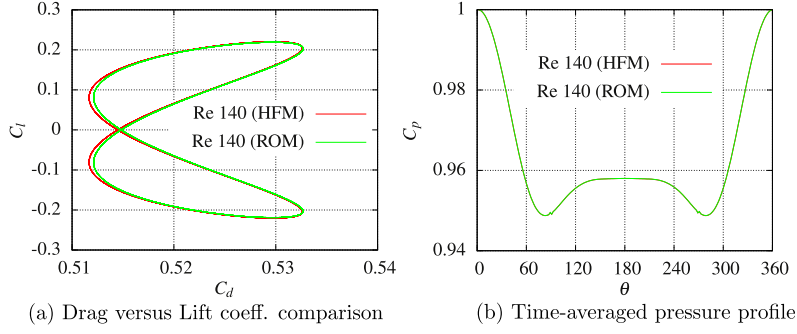 0.3
0.2
0.1
0
-0.1
-0.2
-0.3
C_l
Re 140 (HFM)
Re 140 (ROM)
0.51
0.52
0.53
0.54
C_d
(a) Drag versus Lift coeff. comparison
1
0.98
0.96
0.94
C_p
Re 140 (HFM)
Re 140 (ROM)
0
60
120
180
240
300
360
θ
(b) Time-averaged pressure profile